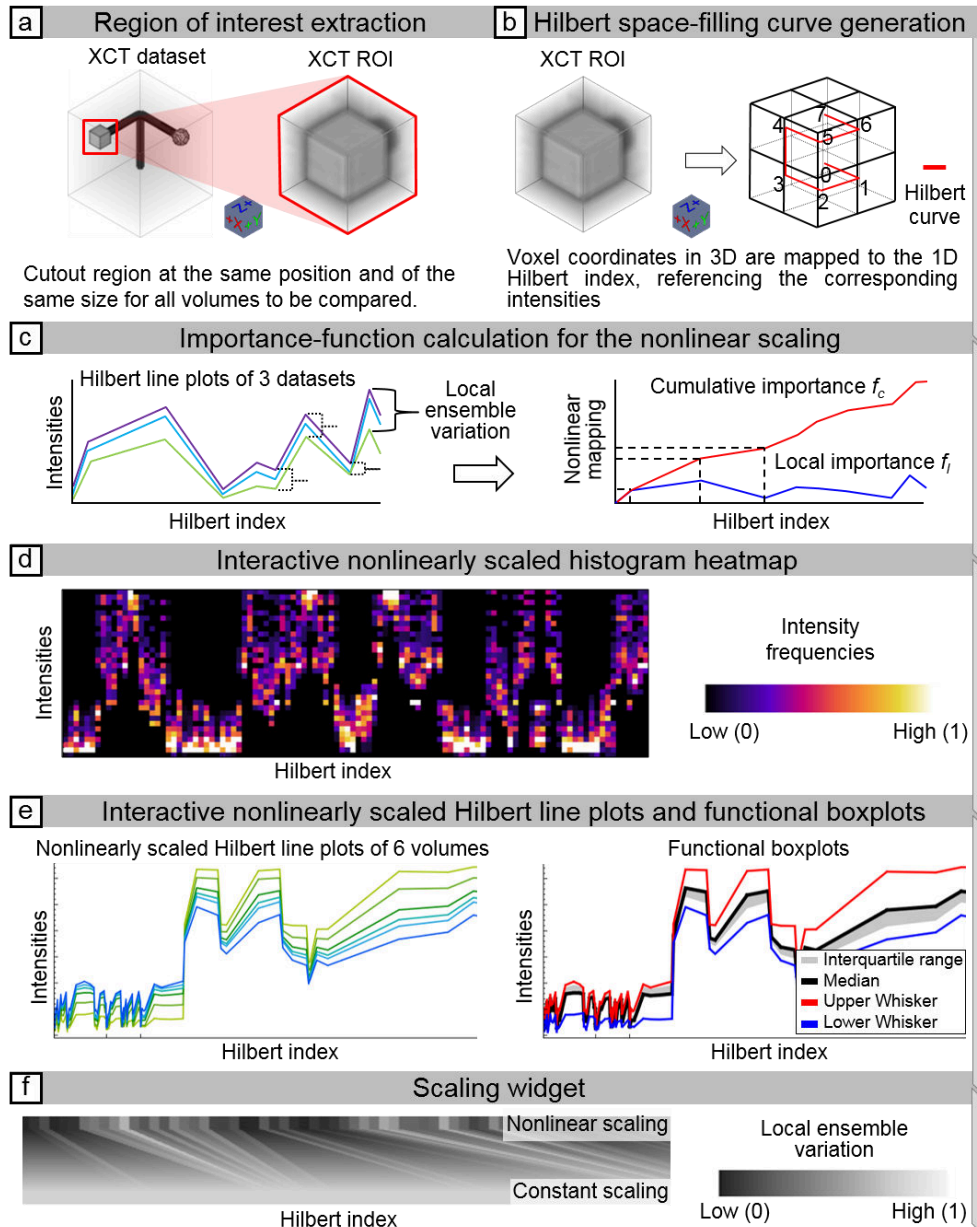 a Region of interest extraction
XCT dataset
XCT ROI
+X +Y +Z
Cutout region at the same position and of the
same size for all volumes to be compared.
b Hilbert space-filling curve generation
XCT ROI
+X +Y +Z
7
4
6
5
0
3
1
2
Hilbert
curve
Voxel coordinates in 3D are mapped to the 1D
Hilbert index, referencing the corresponding
intensities
c Importance-function calculation for the nonlinear scaling
Hilbert line plots of 3 datasets
Local
ensemble
variation
Intensities
Hilbert index
Cumulative importance fc
Nonlinear
mapping
Local importance fl
Hilbert index
d Interactive nonlinearly scaled histogram heatmap
Intensities
Hilbert index
Intensity
frequencies
Low (0)
High (1)
e Interactive nonlinearly scaled Hilbert line plots and functional boxplots
Nonlinearly scaled Hilbert line plots of 6 volumes
Intensities
Hilbert index
Functional boxplots
Intensities
Interquartile range
Median
Upper Whisker
Lower Whisker
Hilbert index
f Scaling widget
Nonlinear scaling
Constant scaling
Hilbert index
Local ensemble
variation
Low (0)
High (1)